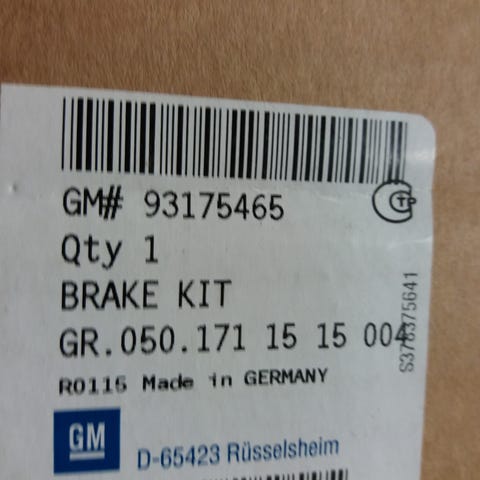 GM# 93175465
Qty 1
BRAKE KIT
GR.050.171 15 15 004
R0115 Made in GERMANY
GM
D-65423 Rüsselsheim
S378375641